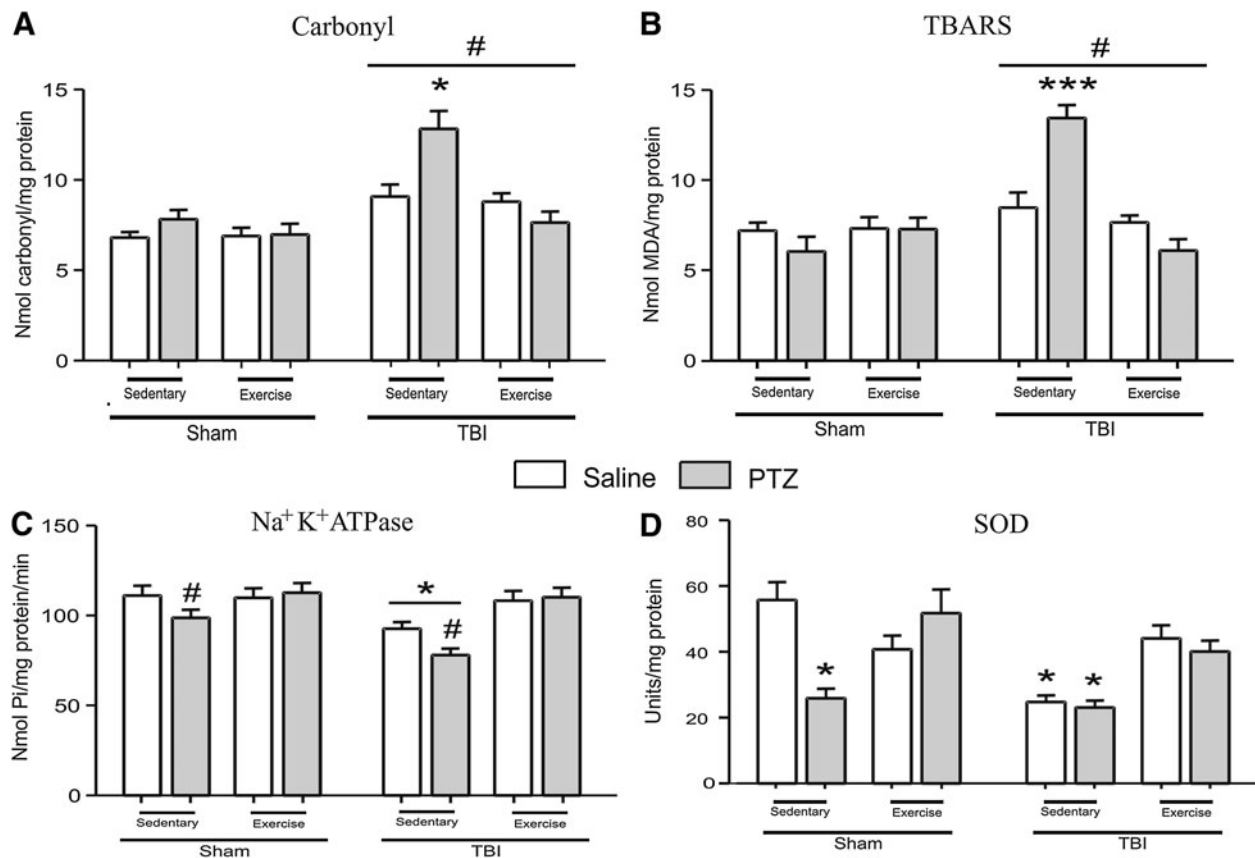 A
Carbonyl
#
*
Nmol carbonyl/mg protein
15
10
5
0
Sedentary
Exercise
Sedentary
Exercise
Sham
TBI
B
TBARS
#
***
Nmol MDA/mg protein
15
10
5
0
Sedentary
Exercise
Sedentary
Exercise
Sham
TBI
Saline
PTZ
C
Na+ K+ATPase
Nmol Pi/mg protein/min
150
100
50
0
#
*
#
Sedentary
Exercise
Sedentary
Exercise
Sham
TBI
D
SOD
Units/mg protein
80
60
40
20
0
*
*
*
Sedentary
Exercise
Sedentary
Exercise
Sham
TBI